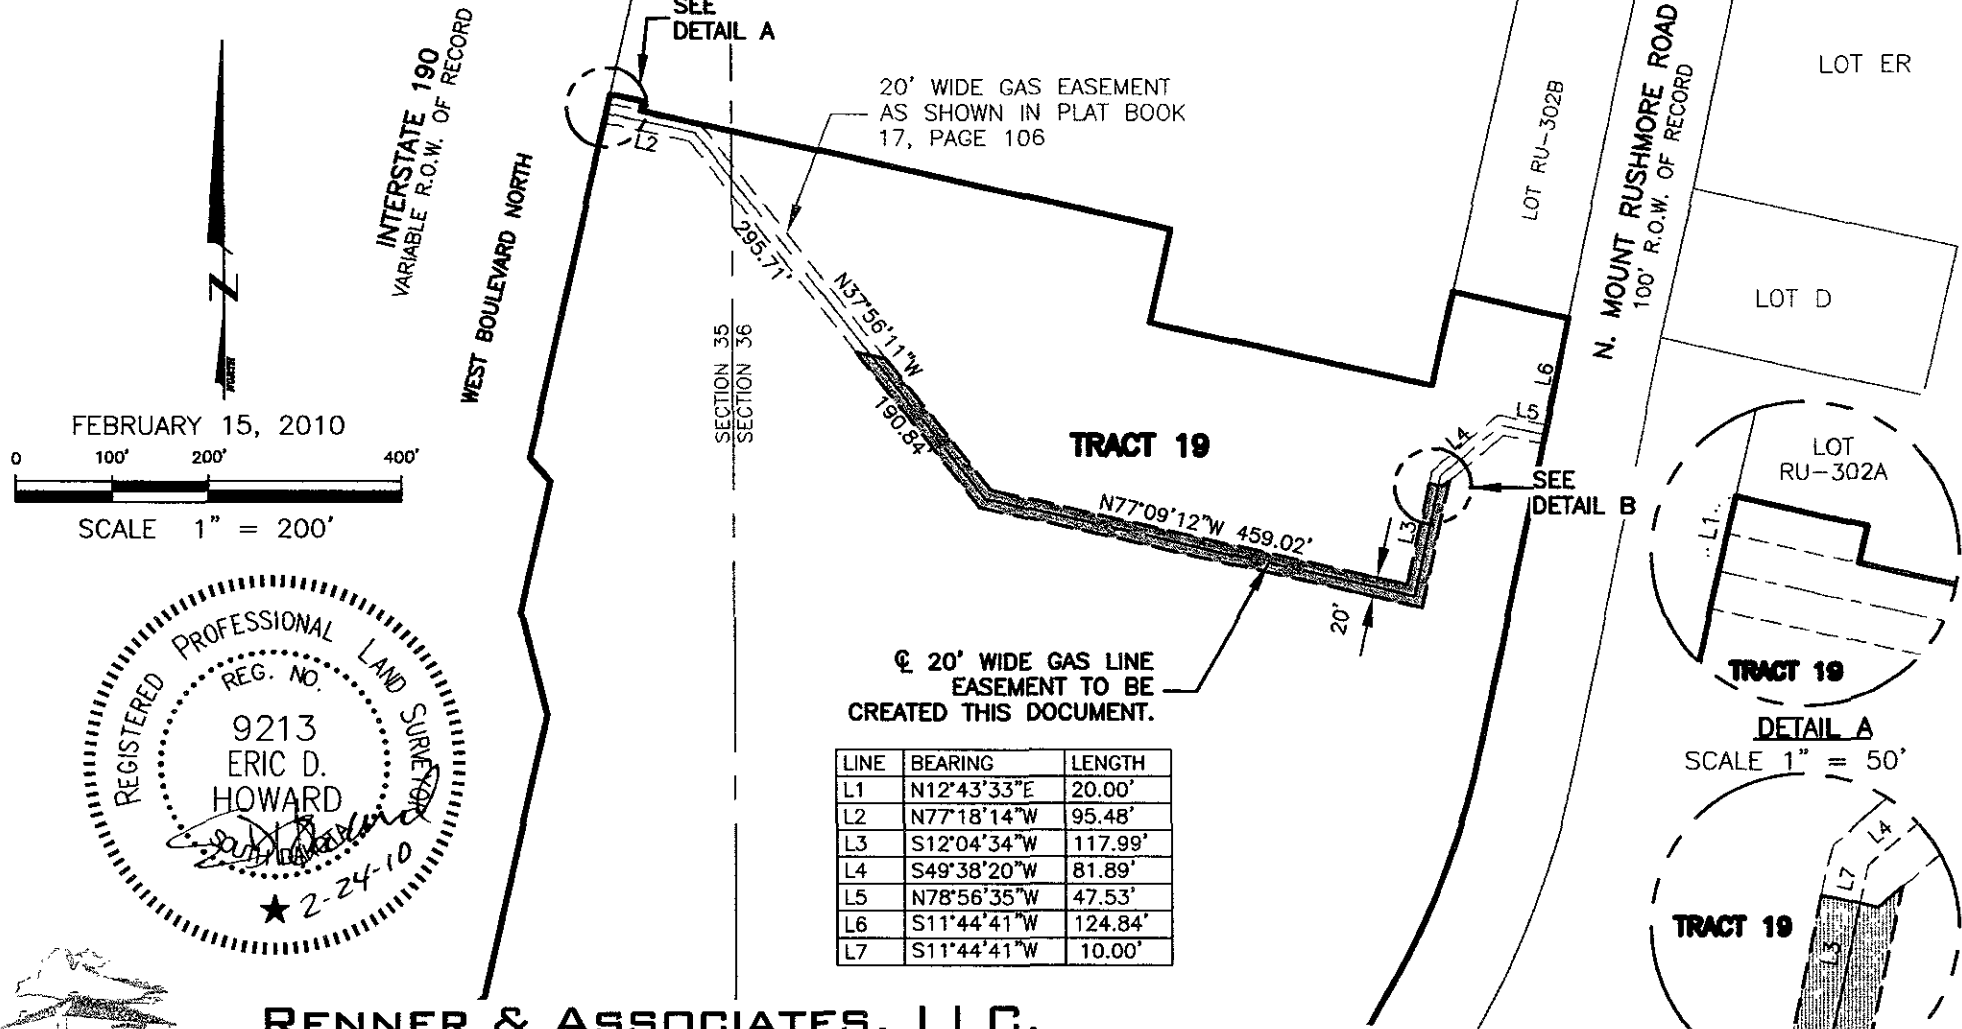 SEE
DETAIL A
INTERSTATE 190
VARIABLE R.O.W. OF RECORD
WEST BOULEVARD NORTH
20' WIDE GAS EASEMENT
AS SHOWN IN PLAT BOOK
17, PAGE 106
LOT RU-302B
N. MOUNT RUSHMORE ROAD
100' R.O.W. OF RECORD
LOT ER
LOT D
L2
295.71'
N37°56'11"W
190.84'
SECTION 35
SECTION 36
N
NORTH
FEBRUARY 15, 2010
0 100' 200' 400'
SCALE 1" = 200'
TRACT 19
L6
L5
L4
L3
SEE
DETAIL B
N77°09'12"W 459.02'
20'
℄ 20' WIDE GAS LINE
EASEMENT TO BE
CREATED THIS DOCUMENT.
LOT
RU-302A
L1
TRACT 19
DETAIL A
SCALE 1" = 50'
REGISTERED PROFESSIONAL LAND SURVEYOR
REG. NO.
9213
ERIC D.
HOWARD
SOUTH DAKOTA
2-24-10
LINE BEARING LENGTH
L1 N12°43'33"E 20.00'
L2 N77°18'14"W 95.48'
L3 S12°04'34"W 117.99'
L4 S49°38'20"W 81.89'
L5 N78°56'35"W 47.53'
L6 S11°44'41"W 124.84'
L7 S11°44'41"W 10.00'
L4
L7
TRACT 19
L3
RENNER & ASSOCIATES, LLC.